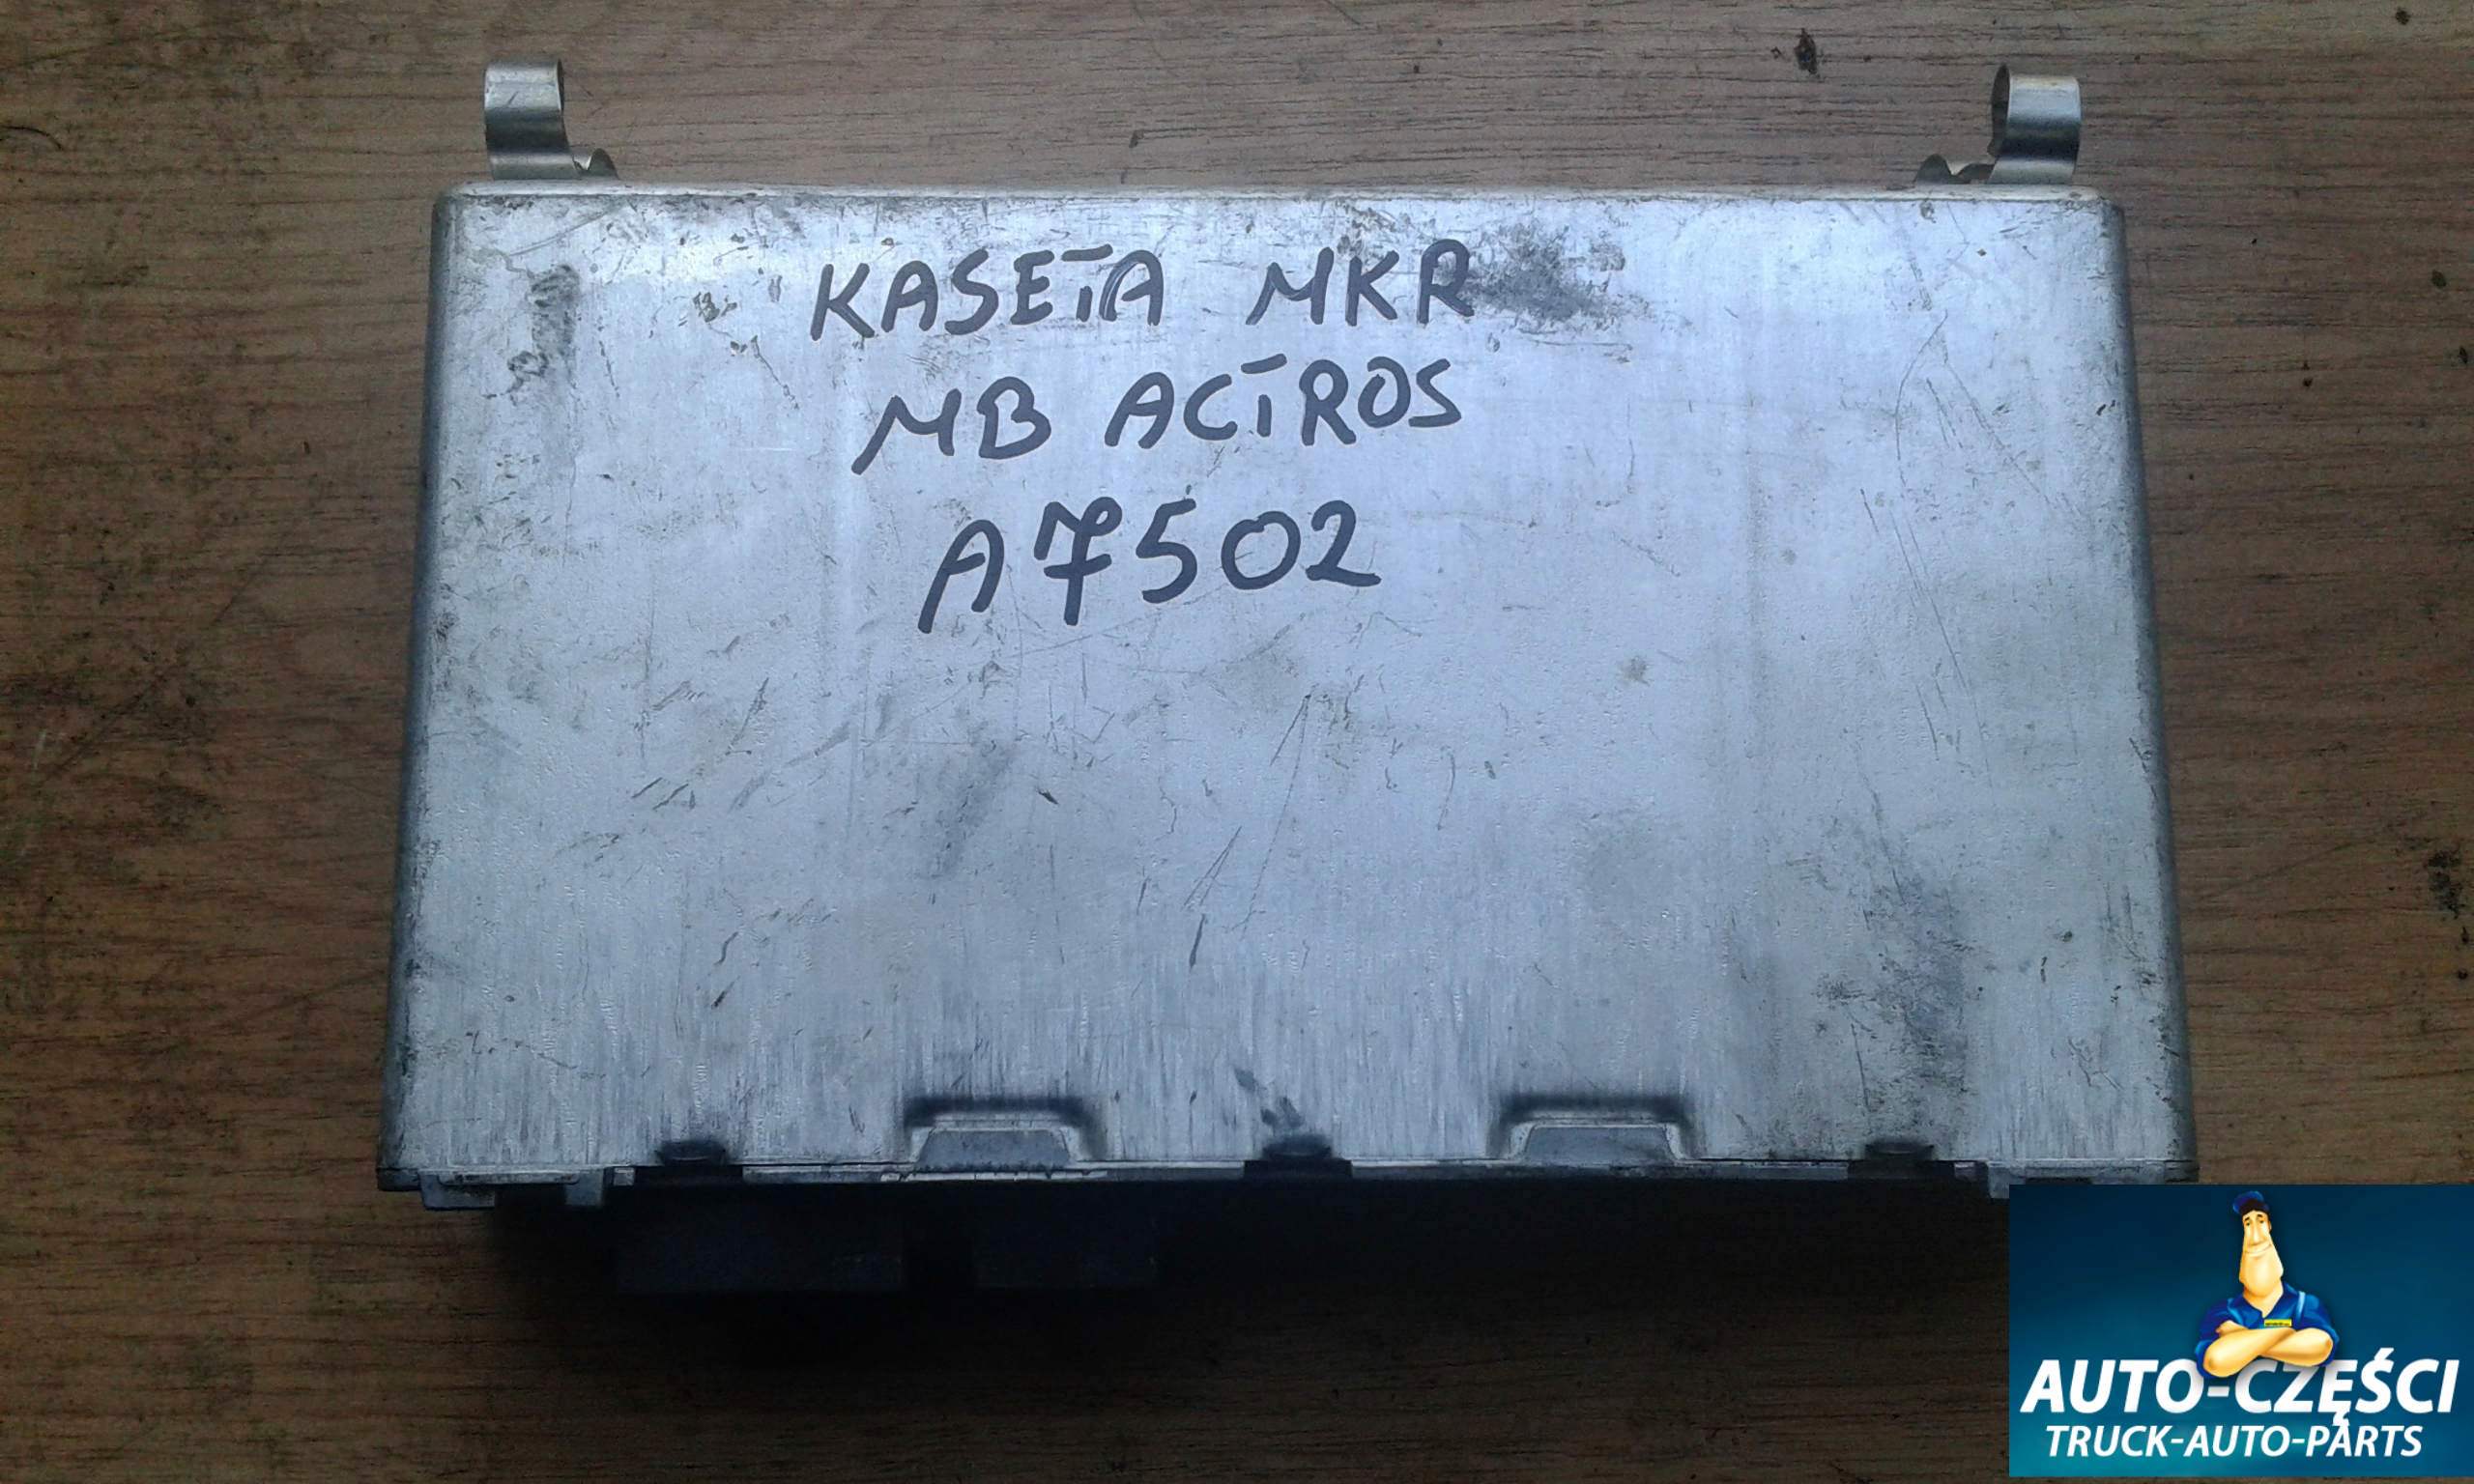 KASETA MKR
MB ACTROS
A7502
AUTO-CZĘŚCI
TRUCK-AUTO-PARTS